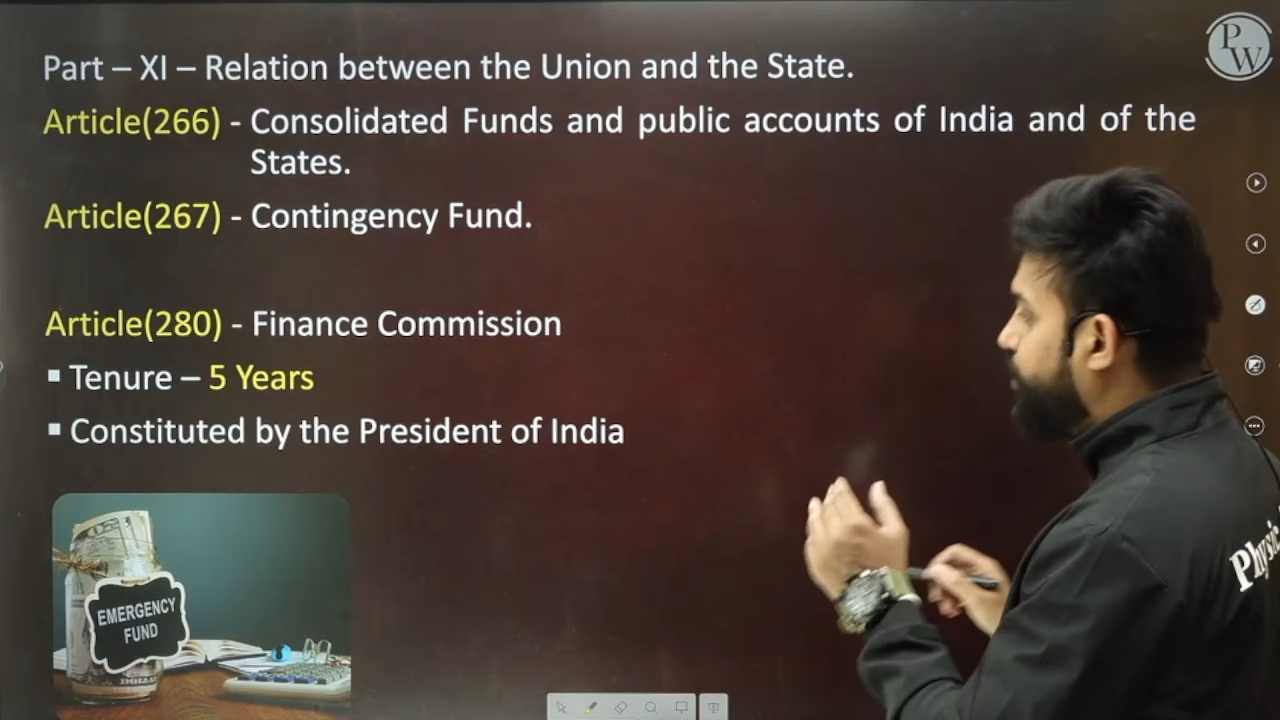 PW
Part – XI – Relation between the Union and the State.
Article(266) - Consolidated Funds and public accounts of India and of the
States.
Article(267) - Contingency Fund.
Article(280) - Finance Commission
▪ Tenure – 5 Years
▪ Constituted by the President of India
EMERGENCY
FUND
DOLLAR
Physic